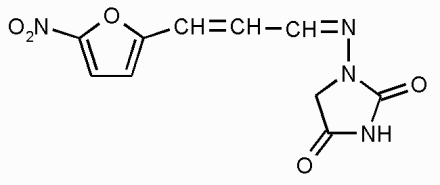 O₂N O CH=CH—CH=N
N O
NH
O